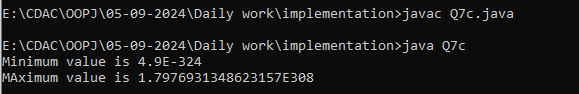 E:\CDAC\OOPJ\05-09-2024\Daily work\implementation>javac Q7c.java
E:\CDAC\OOPJ\05-09-2024\Daily work\implementation>java Q7c
Minimum value is 4.9E-324
MAximum value is 1.7976931348623157E308